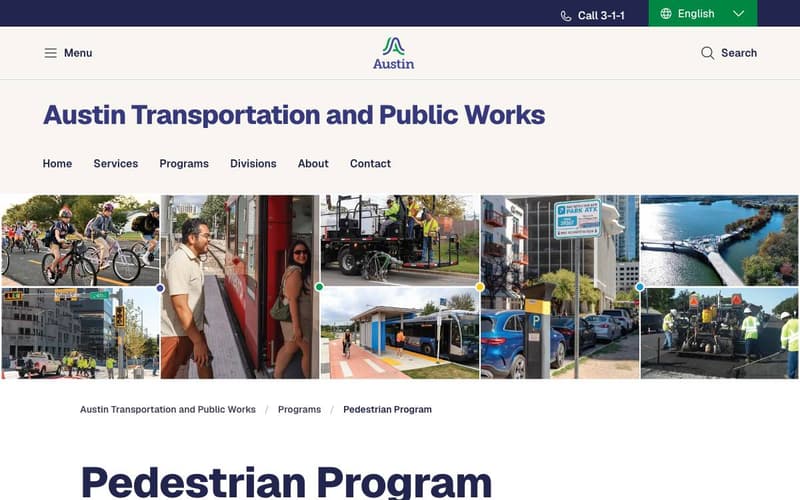 Call 3-1-1
English
Menu
Austin
Search
Austin Transportation and Public Works
Home Services Programs Divisions About Contact
PARK ATX
P
Austin Transportation and Public Works / Programs / Pedestrian Program
Pedestrian Program